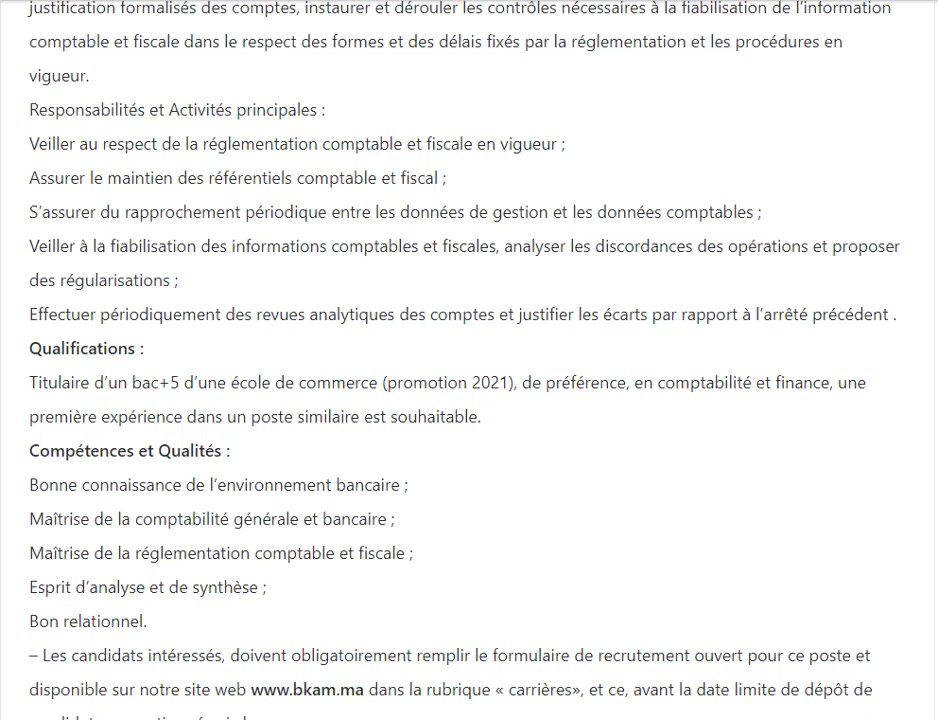 justification formalisés des comptes, instaurer et dérouler les contrôles nécessaires à la fiabilisation de l’information
comptable et fiscale dans le respect des formes et des délais fixés par la réglementation et les procédures en
vigueur.
Responsabilités et Activités principales :
Veiller au respect de la réglementation comptable et fiscale en vigueur ;
Assurer le maintien des référentiels comptable et fiscal ;
S’assurer du rapprochement périodique entre les données de gestion et les données comptables ;
Veiller à la fiabilisation des informations comptables et fiscales, analyser les discordances des opérations et proposer
des régularisations ;
Effectuer périodiquement des revues analytiques des comptes et justifier les écarts par rapport à l’arrêté précédent .
Qualifications :
Titulaire d’un bac+5 d’une école de commerce (promotion 2021), de préférence, en comptabilité et finance, une
première expérience dans un poste similaire est souhaitable.
Compétences et Qualités :
Bonne connaissance de l’environnement bancaire ;
Maîtrise de la comptabilité générale et bancaire ;
Maîtrise de la réglementation comptable et fiscale ;
Esprit d’analyse et de synthèse ;
Bon relationnel.
– Les candidats intéressés, doivent obligatoirement remplir le formulaire de recrutement ouvert pour ce poste et
disponible sur notre site web www.bkam.ma dans la rubrique « carrières», et ce, avant la date limite de dépôt de